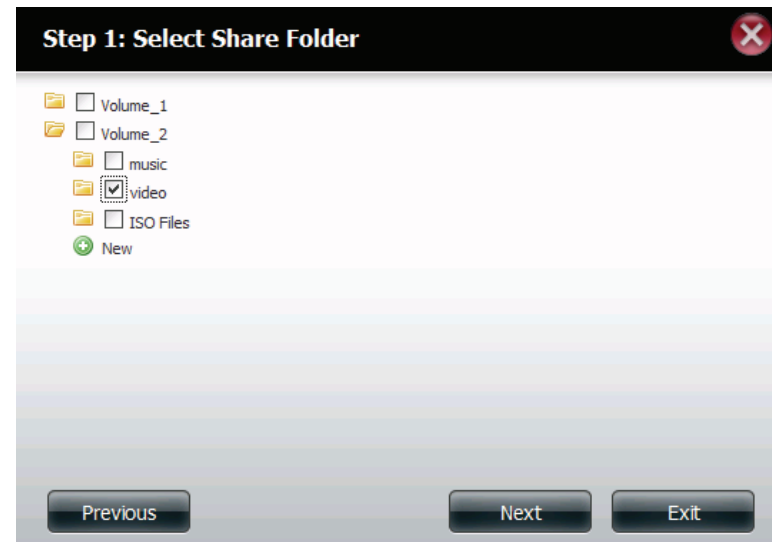 Step 1: Select Share Folder
Volume_1
Volume_2
music
video
ISO Files
New
Previous Next Exit